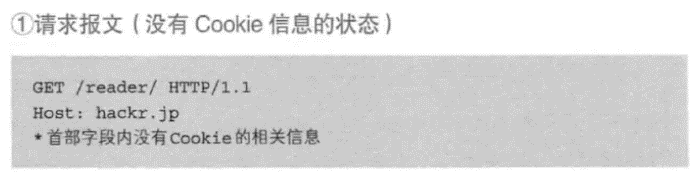 ①请求报文（没有 Cookie 信息的状态）
GET /reader/ HTTP/1.1
Host: hackr.jp
*首部字段内没有Cookie的相关信息